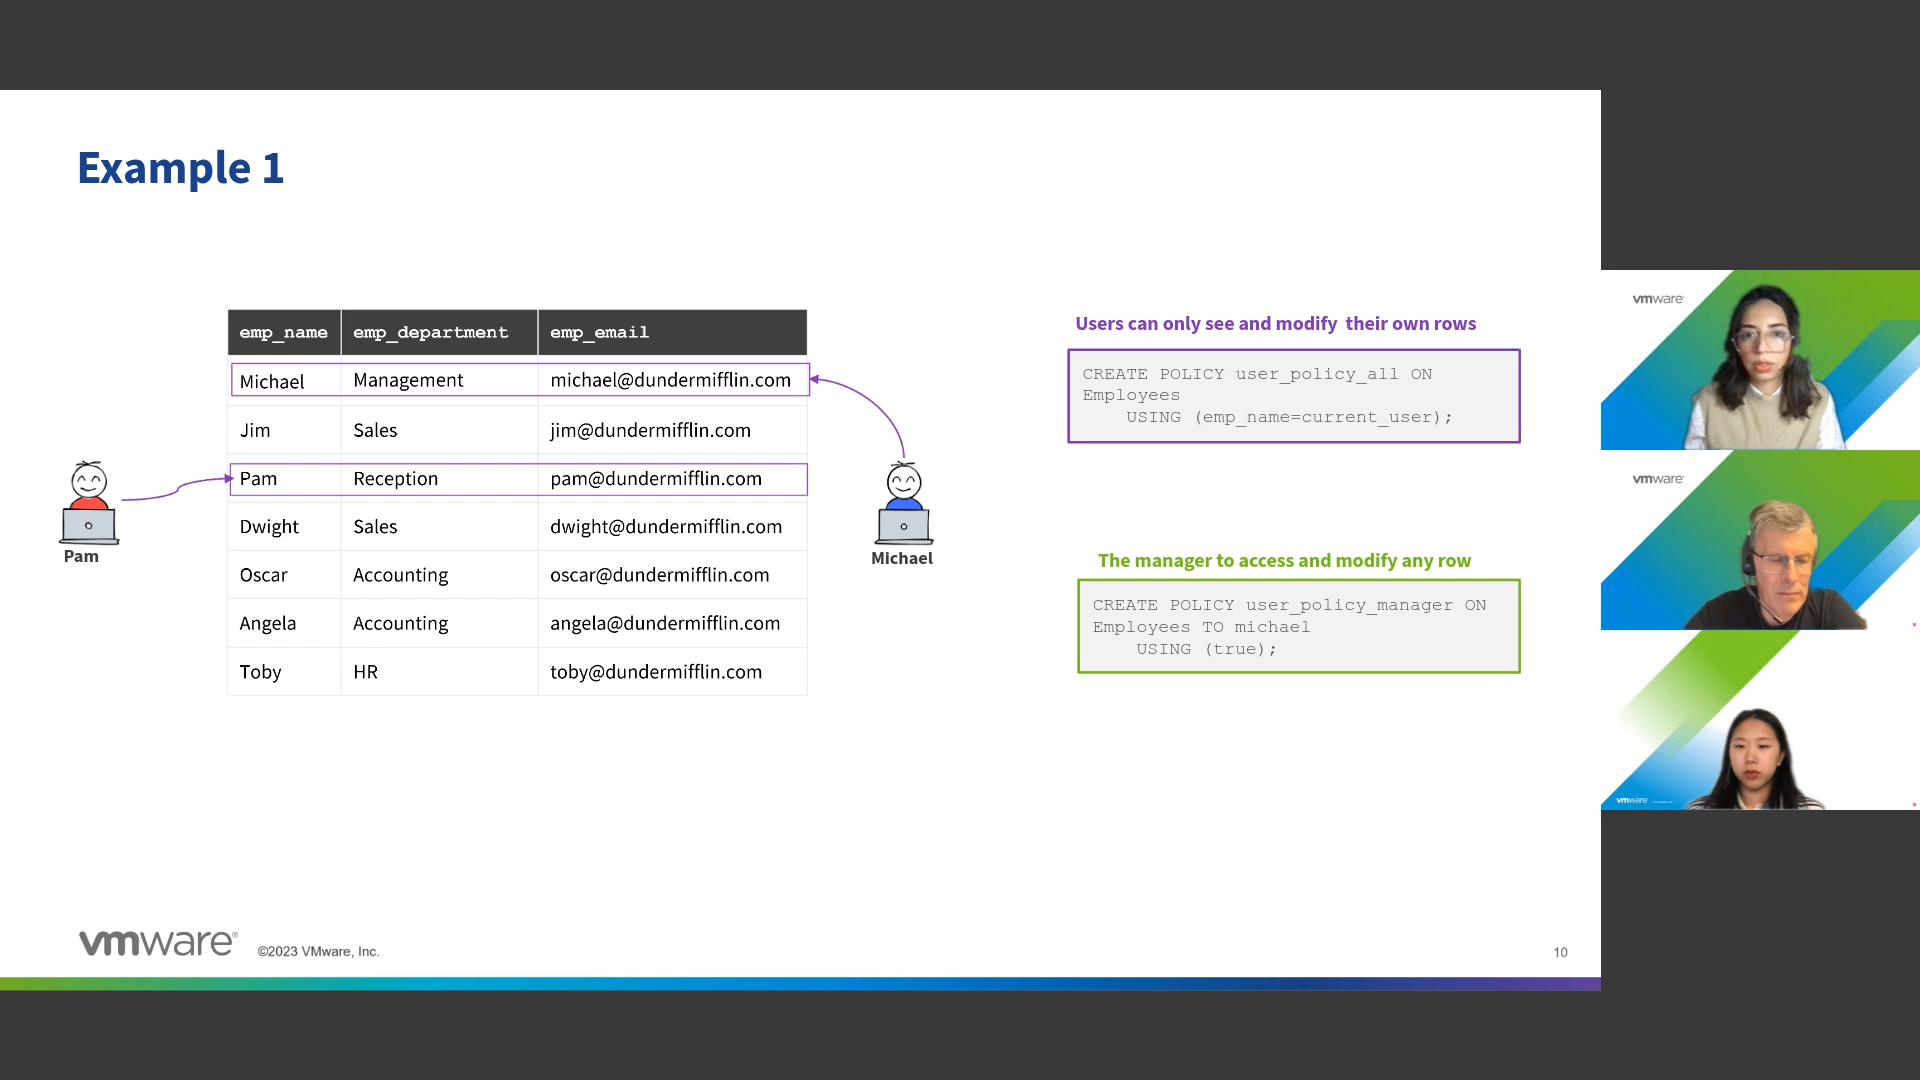 Example 1
emp_name emp_department emp_email
Michael Management michael@dundermifflin.com
Jim Sales jim@dundermifflin.com
Pam Reception pam@dundermifflin.com
Dwight Sales dwight@dundermifflin.com
Oscar Accounting oscar@dundermifflin.com
Angela Accounting angela@dundermifflin.com
Toby HR toby@dundermifflin.com
Pam
Michael
Users can only see and modify their own rows
CREATE POLICY user_policy_all ON
Employees
USING (emp_name=current_user);
The manager to access and modify any row
CREATE POLICY user_policy_manager ON
Employees TO michael
USING (true);
vmware®
©2023 VMware, Inc.
10
vmware
vmware
vmware